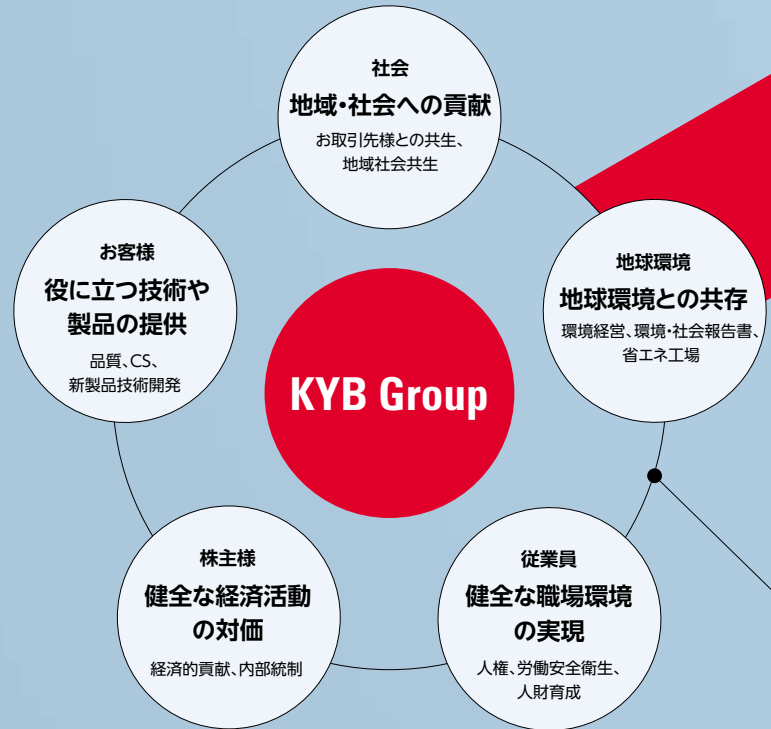 社会
地域・社会への貢献
お取引先様との共生、
地域社会共生
お客様
役に立つ技術や
製品の提供
品質、CS、
新製品技術開発
地球環境
地球環境との共存
環境経営、環境・社会報告書、
省エネ工場
KYB Group
株主様
健全な経済活動
の対価
経済的貢献、内部統制
従業員
健全な職場環境
の実現
人権、労働安全衛生、
人財育成